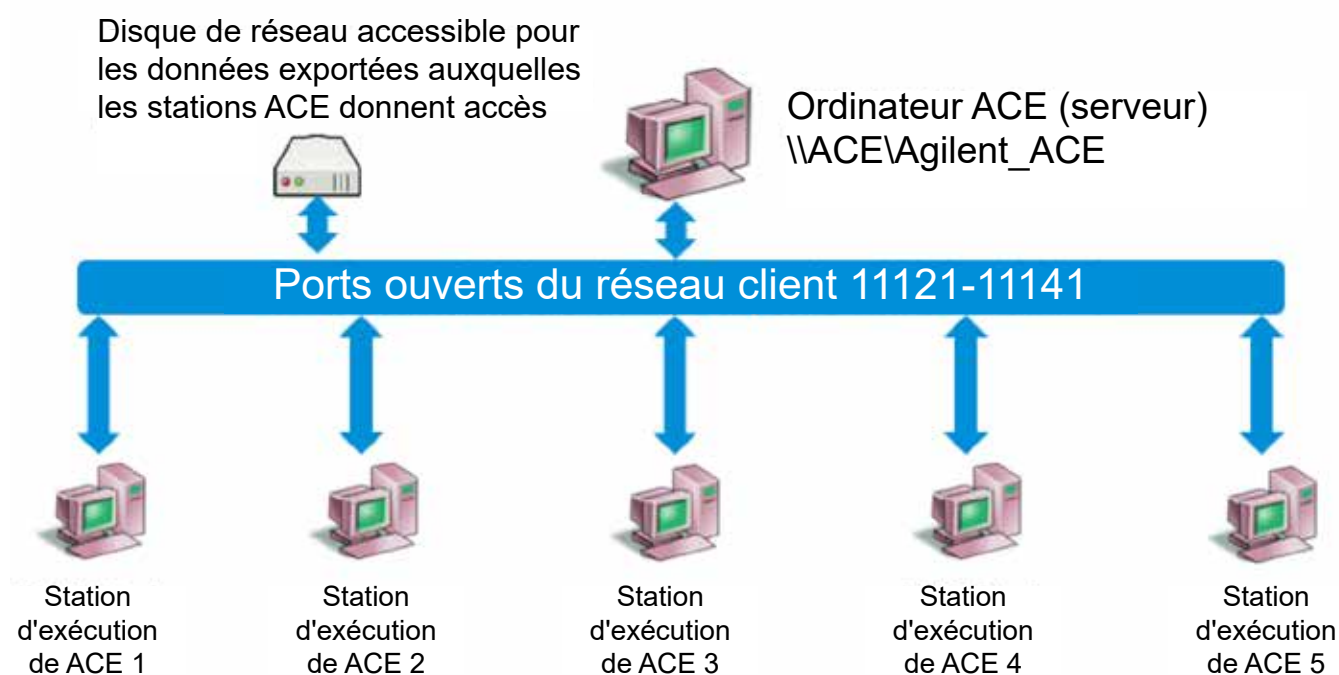 Disque de réseau accessible pour
les données exportées auxquelles
les stations ACE donnent accès
Ordinateur ACE (serveur)
\\ACE\Agilent_ACE
Ports ouverts du réseau client 11121-11141
Station
d'exécution
de ACE 1
Station
d'exécution
de ACE 2
Station
d'exécution
de ACE 3
Station
d'exécution
de ACE 4
Station
d'exécution
de ACE 5